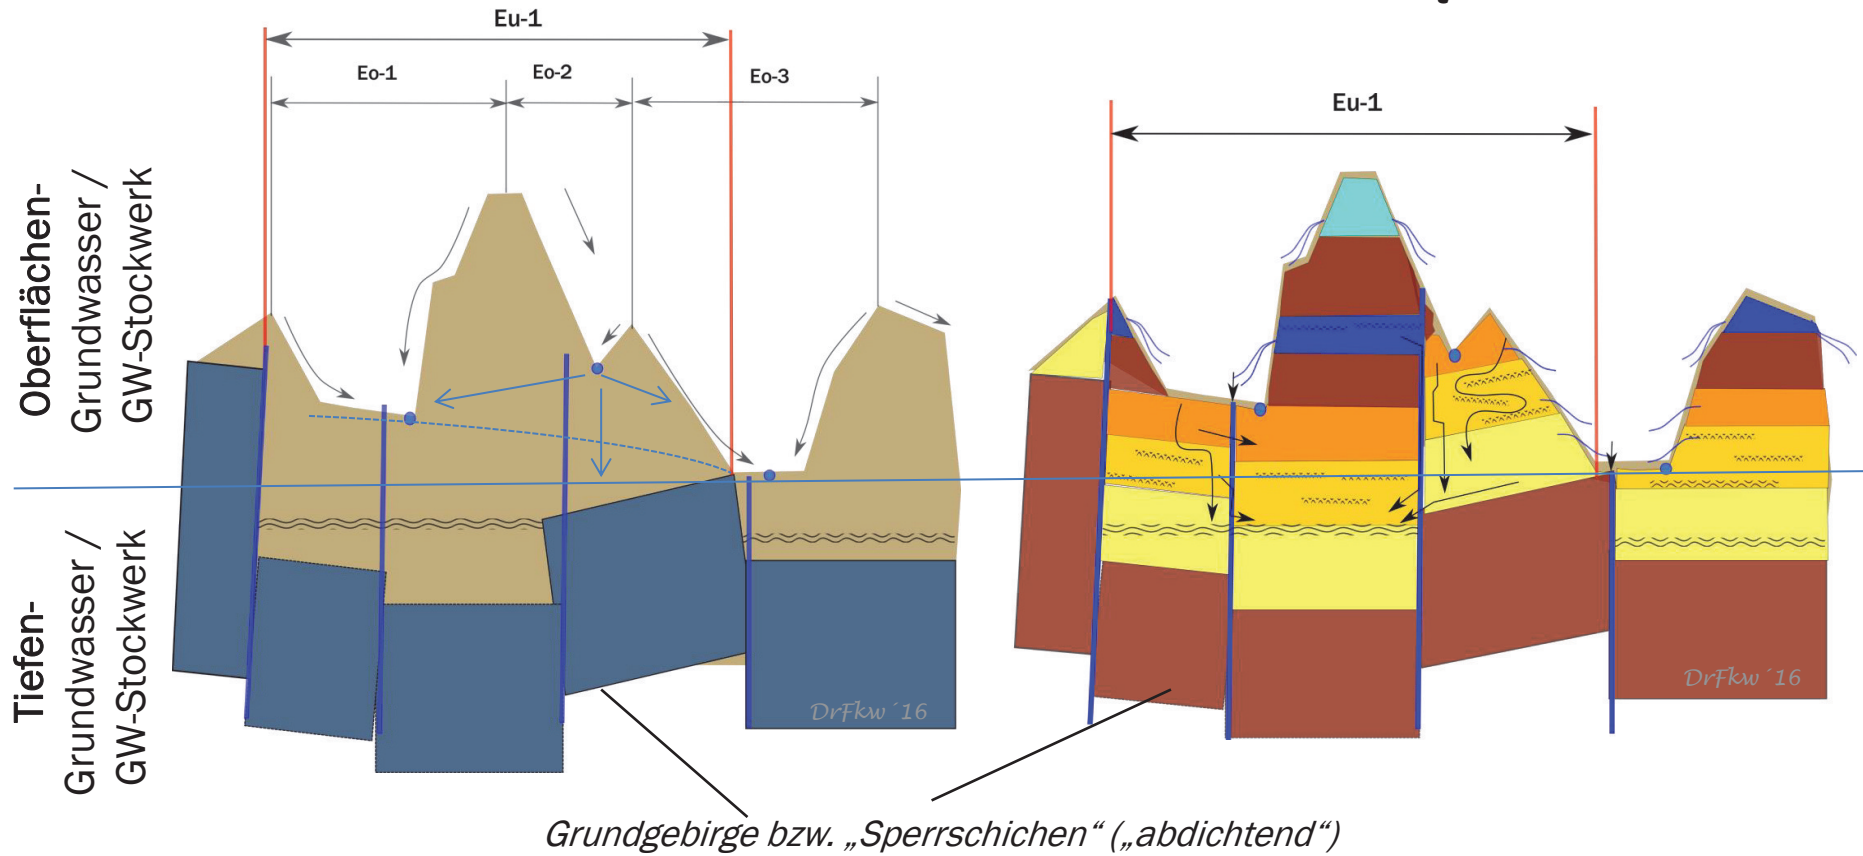 Eu-1
Eo-1
Eo-2
Eo-3
Eu-1
Oberflächen-
Grundwasser /
GW-Stockwerk
Tiefen-
Grundwasser /
GW-Stockwerk
DrFkw ´16
DrFkw ´16
Grundgebirge bzw. „Sperrschichen“ („abdichtend“)